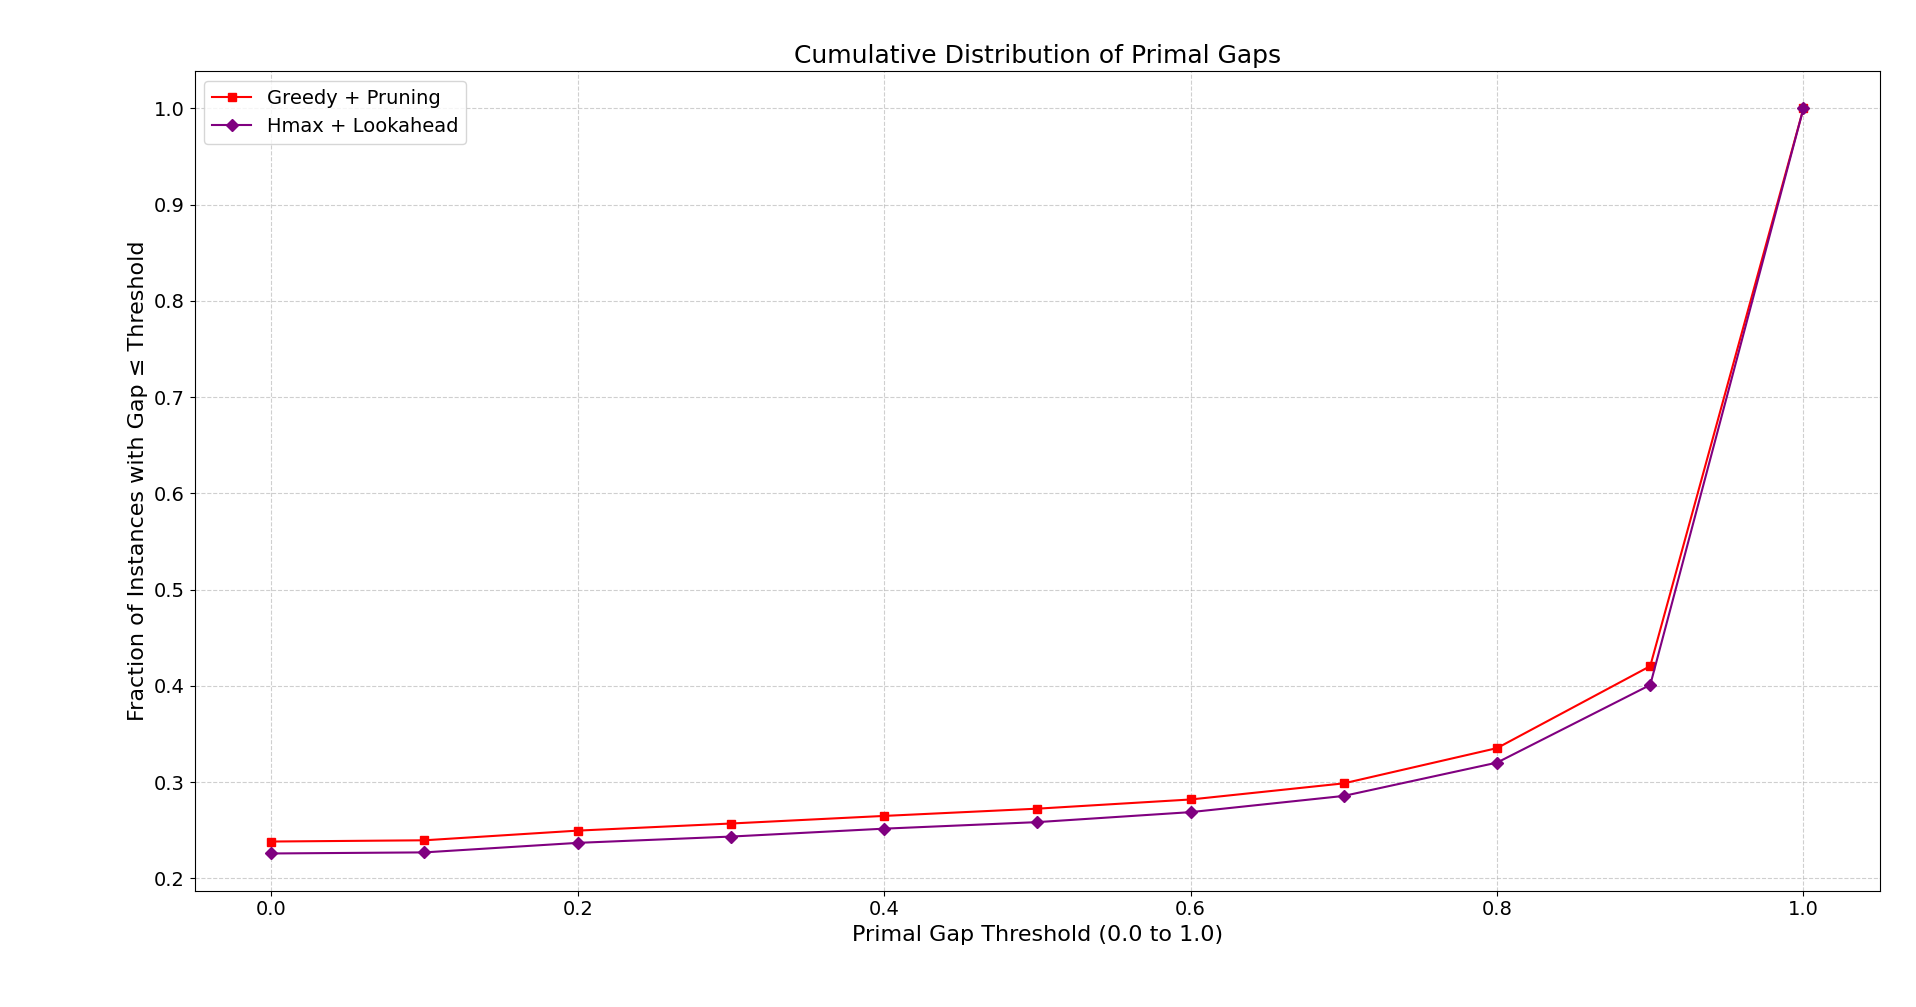 Cumulative Distribution of Primal Gaps
Greedy + Pruning
Hmax + Lookahead
Fraction of Instances with Gap ≤ Threshold
1.0
0.9
0.8
0.7
0.6
0.5
0.4
0.3
0.2
0.0 0.2 0.4 0.6 0.8 1.0
Primal Gap Threshold (0.0 to 1.0)